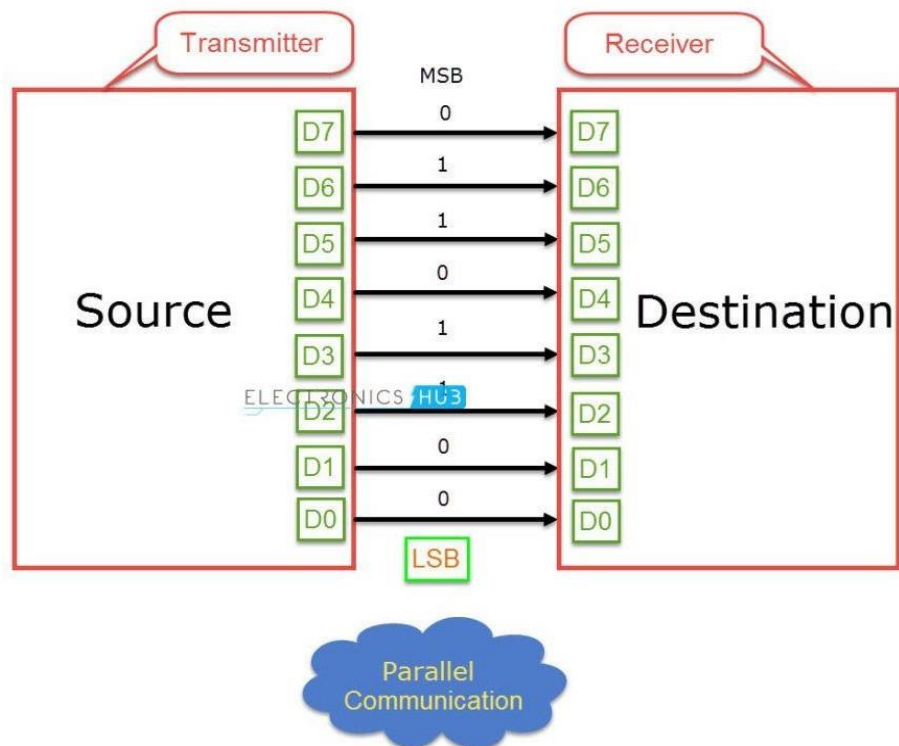 Transmitter
Receiver
MSB
D7 0 D7
D6 1 D6
D5 1 D5
D4 0 D4
Source
Destination
D3 1 D3
ELECTRONICS HUB
D2 1 D2
D1 0 D1
D0 0 D0
LSB
Parallel
Communication